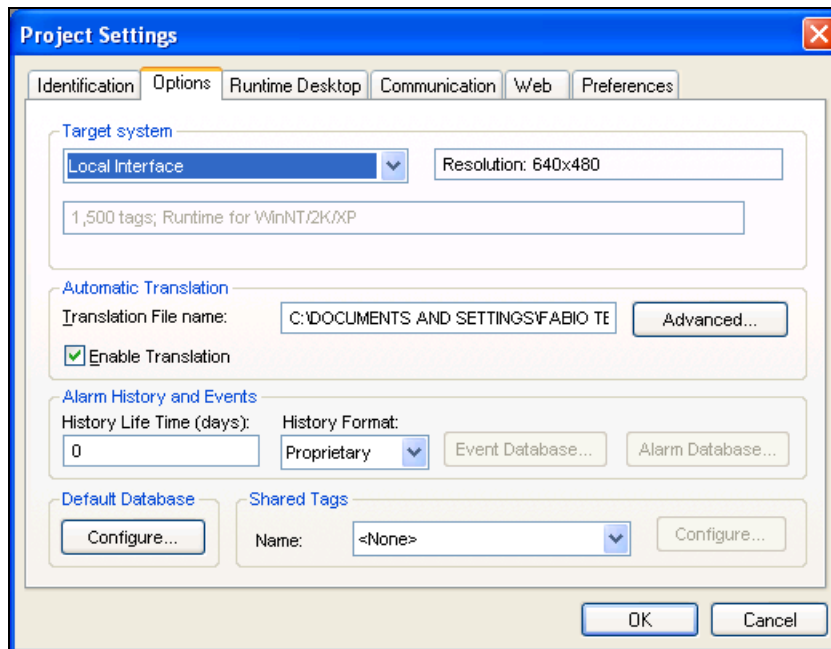 Project Settings
Identification Options Runtime Desktop Communication Web Preferences
Target system
Local Interface Resolution: 640x480
1,500 tags; Runtime for WinNT/2K/XP
Automatic Translation
Translation File name: C:\DOCUMENTS AND SETTINGS\FABIO TE Advanced...
Enable Translation
Alarm History and Events
History Life Time (days): History Format:
0 Proprietary Event Database... Alarm Database...
Default Database Shared Tags
Configure... Name: <None> Configure...
OK Cancel